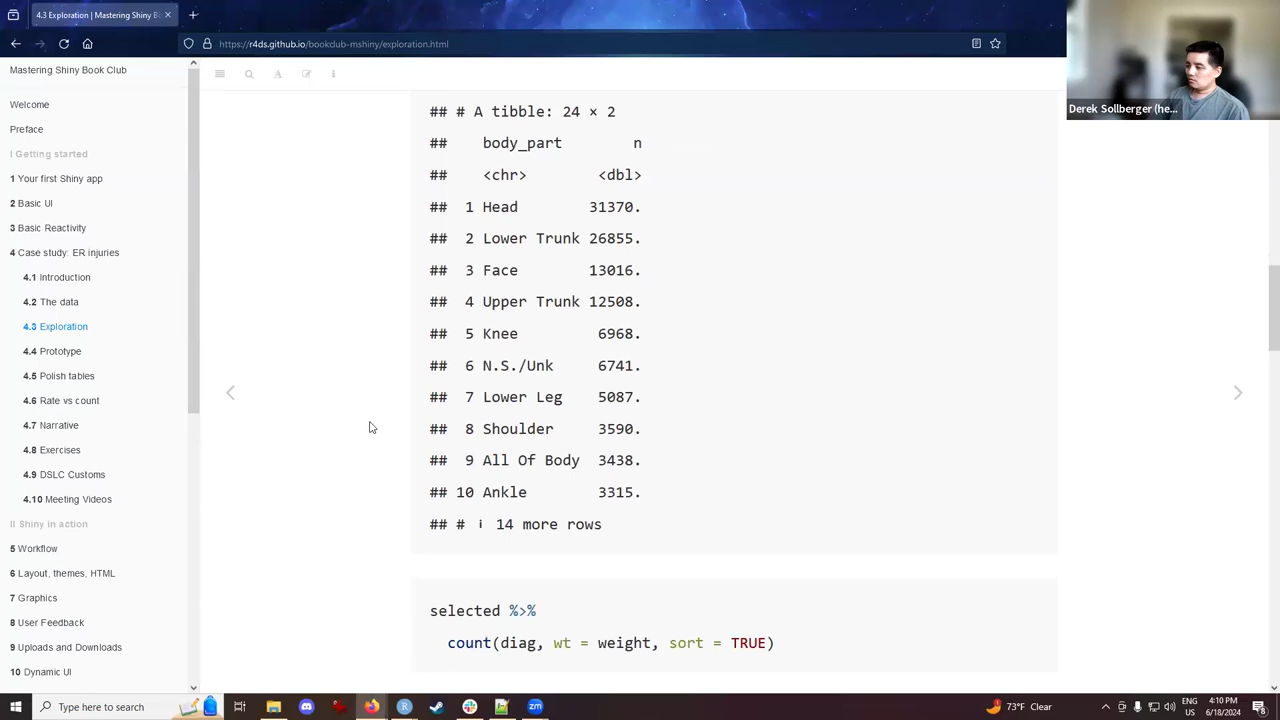 4.3 Exploration | Mastering Shiny B
https://r4ds.github.io/bookclub-mshiny/exploration.html
Derek Sollberger (he...
Mastering Shiny Book Club
Welcome
Preface
I Getting started
1 Your first Shiny app
2 Basic UI
3 Basic Reactivity
4 Case study: ER injuries
4.1 Introduction
4.2 The data
4.3 Exploration
4.4 Prototype
4.5 Polish tables
4.6 Rate vs count
4.7 Narrative
4.8 Exercises
4.9 DSLC Customs
4.10 Meeting Videos
II Shiny in action
5 Workflow
6 Layout, themes, HTML
7 Graphics
8 User Feedback
9 Uploads and Downloads
10 Dynamic UI
## # A tibble: 24 × 2
## body_part n
## <chr> <dbl>
## 1 Head 31370.
## 2 Lower Trunk 26855.
## 3 Face 13016.
## 4 Upper Trunk 12508.
## 5 Knee 6968.
## 6 N.S./Unk 6741.
## 7 Lower Leg 5087.
## 8 Shoulder 3590.
## 9 All Of Body 3438.
## 10 Ankle 3315.
## # ℹ 14 more rows
selected %>%
count(diag, wt = weight, sort = TRUE)
Type here to search
73°F Clear
ENG
US
4:10 PM
6/18/2024
8